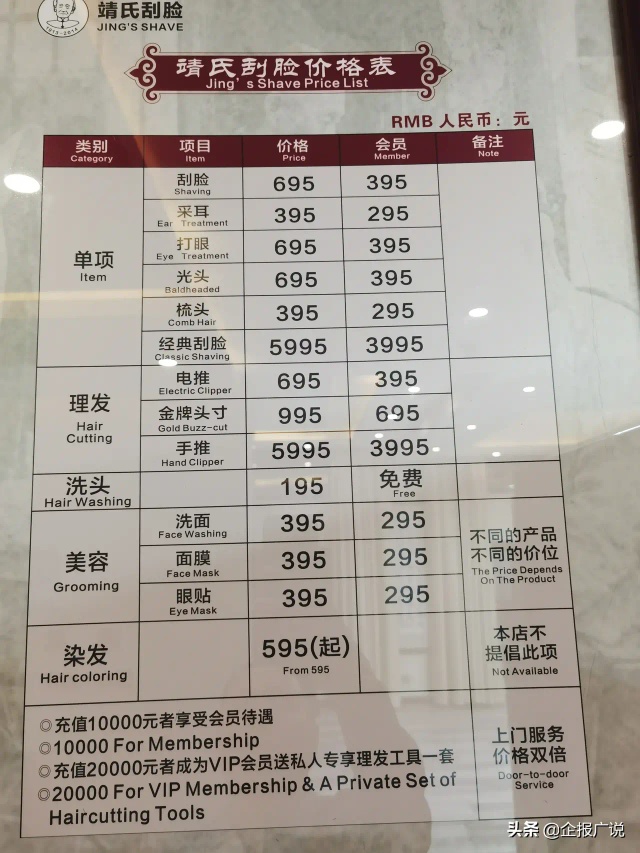 靖氏刮脸
JING'S SHAVE
1913-2014
靖氏刮脸价格表
Jing's Shave Price List
RMB 人民币：元
类别 项目 价格 会员 备注
Category Item Price Member Note
单项
Item
刮脸 695 395
Shaving
采耳 395 295
Ear Treatment
打眼 695 395
Eye Treatment
光头 695 395
Baldheaded
梳头 395 295
Comb Hair
经典刮脸 5995 3995
Classic Shaving
理发
Hair
Cutting
电推 695 395
Electric Clipper
金牌头寸 995 695
Gold Buzz-cut
手推 5995 3995
Hand Clipper
洗头 195 免费
Hair Washing Free
美容
Grooming
洗面 395 295
Face Washing
面膜 395 295
Face Mask
眼贴 395 295
Eye Mask
不同的产品
不同的价位
The Price Depends
On The Product
染发 595(起)
Hair coloring From 595
本店不
提倡此项
Not Available
◎充值10000元者享受会员待遇
◎10000 For Membership
◎充值20000元者成为VIP会员送私人专享理发工具一套
◎20000 For VIP Membership & A Private Set of
Haircutting Tools
上门服务
价格双倍
Door-to-door
Service
头条 @企报广说